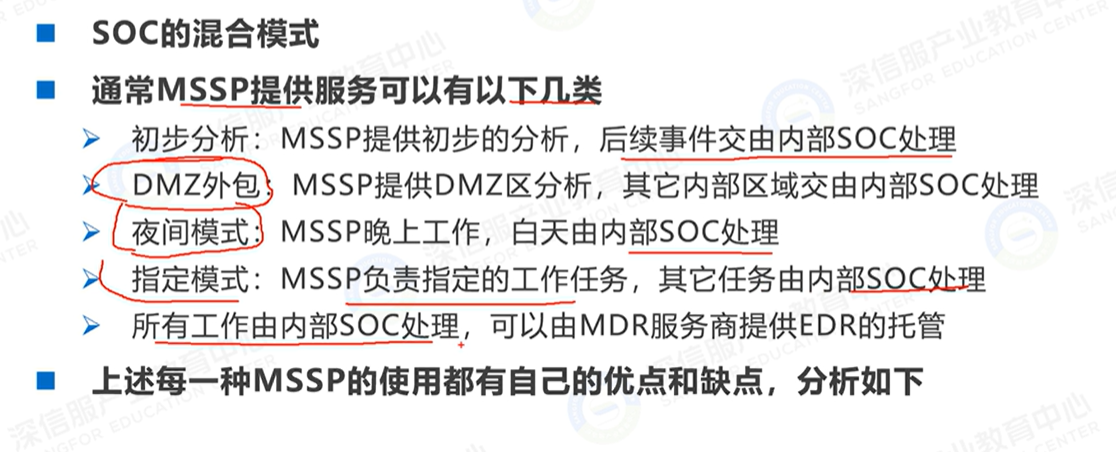 SOC的混合模式
通常MSSP提供服务可以有以下几类
初步分析：MSSP提供初步的分析，后续事件交由内部SOC处理
DMZ外包：MSSP提供DMZ区分析，其它内部区域交由内部SOC处理
夜间模式：MSSP晚上工作，白天由内部SOC处理
指定模式：MSSP负责指定的工作任务，其它任务由内部SOC处理
所有工作由内部SOC处理，可以由MDR服务商提供EDR的托管
上述每一种MSSP的使用都有自己的优点和缺点，分析如下
深信服产业教育中心
SANGFOR EDUCATION CENTER